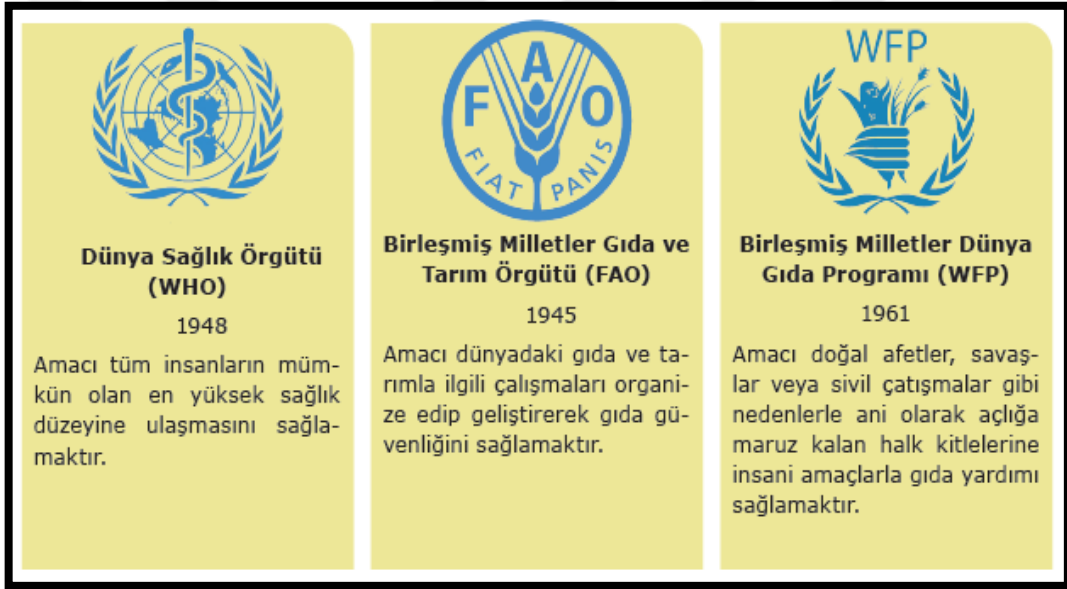 Dünya Sağlık Örgütü
(WHO)
1948
Amacı tüm insanların müm-
kün olan en yüksek sağlık
düzeyine ulaşmasını sağla-
maktır.
F A O
FIAT PANIS
Birleşmiş Milletler Gıda ve
Tarım Örgütü (FAO)
1945
Amacı dünyadaki gıda ve ta-
rımla ilgili çalışmaları organi-
ze edip geliştirerek gıda gü-
venliğini sağlamaktır.
WFP
Birleşmiş Milletler Dünya
Gıda Programı (WFP)
1961
Amacı doğal afetler, savaş-
lar veya sivil çatışmalar gibi
nedenlerle ani olarak açlığa
maruz kalan halk kitlelerine
insani amaçlarla gıda yardımı
sağlamaktır.